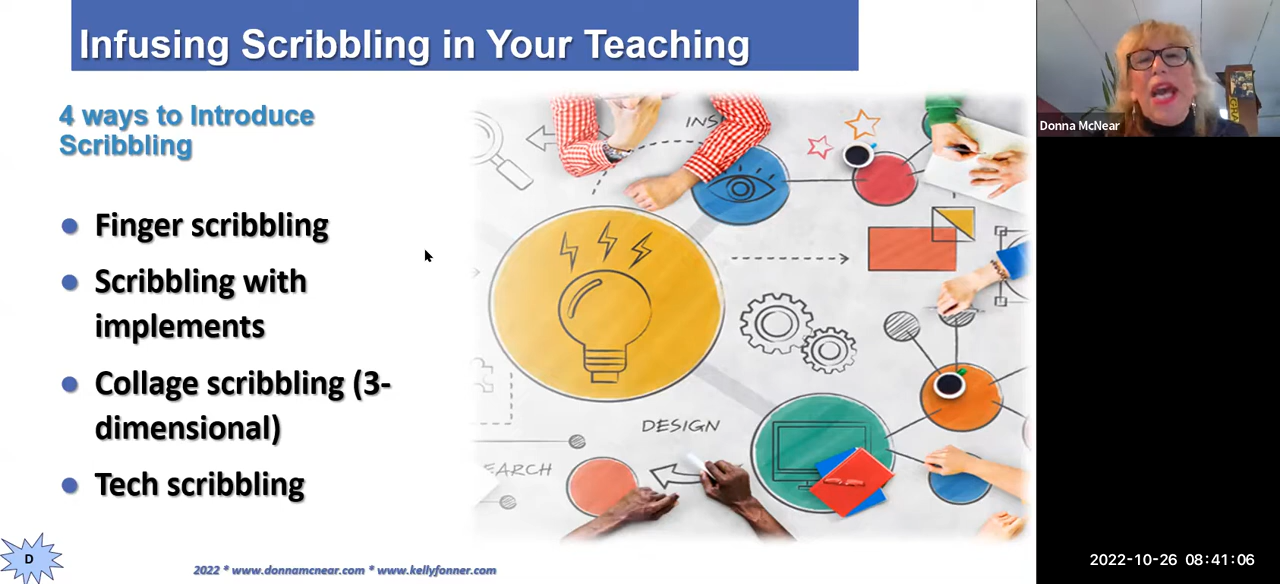 Infusing Scribbling in Your Teaching
4 ways to Introduce
Scribbling
Finger scribbling
Scribbling with
implements
Collage scribbling (3-
dimensional)
Tech scribbling
INS
DESIGN
EARCH
D
2022 * www.donnamcnear.com * www.kellyfonner.com
Donna McNear
2022-10-26 08:41:06